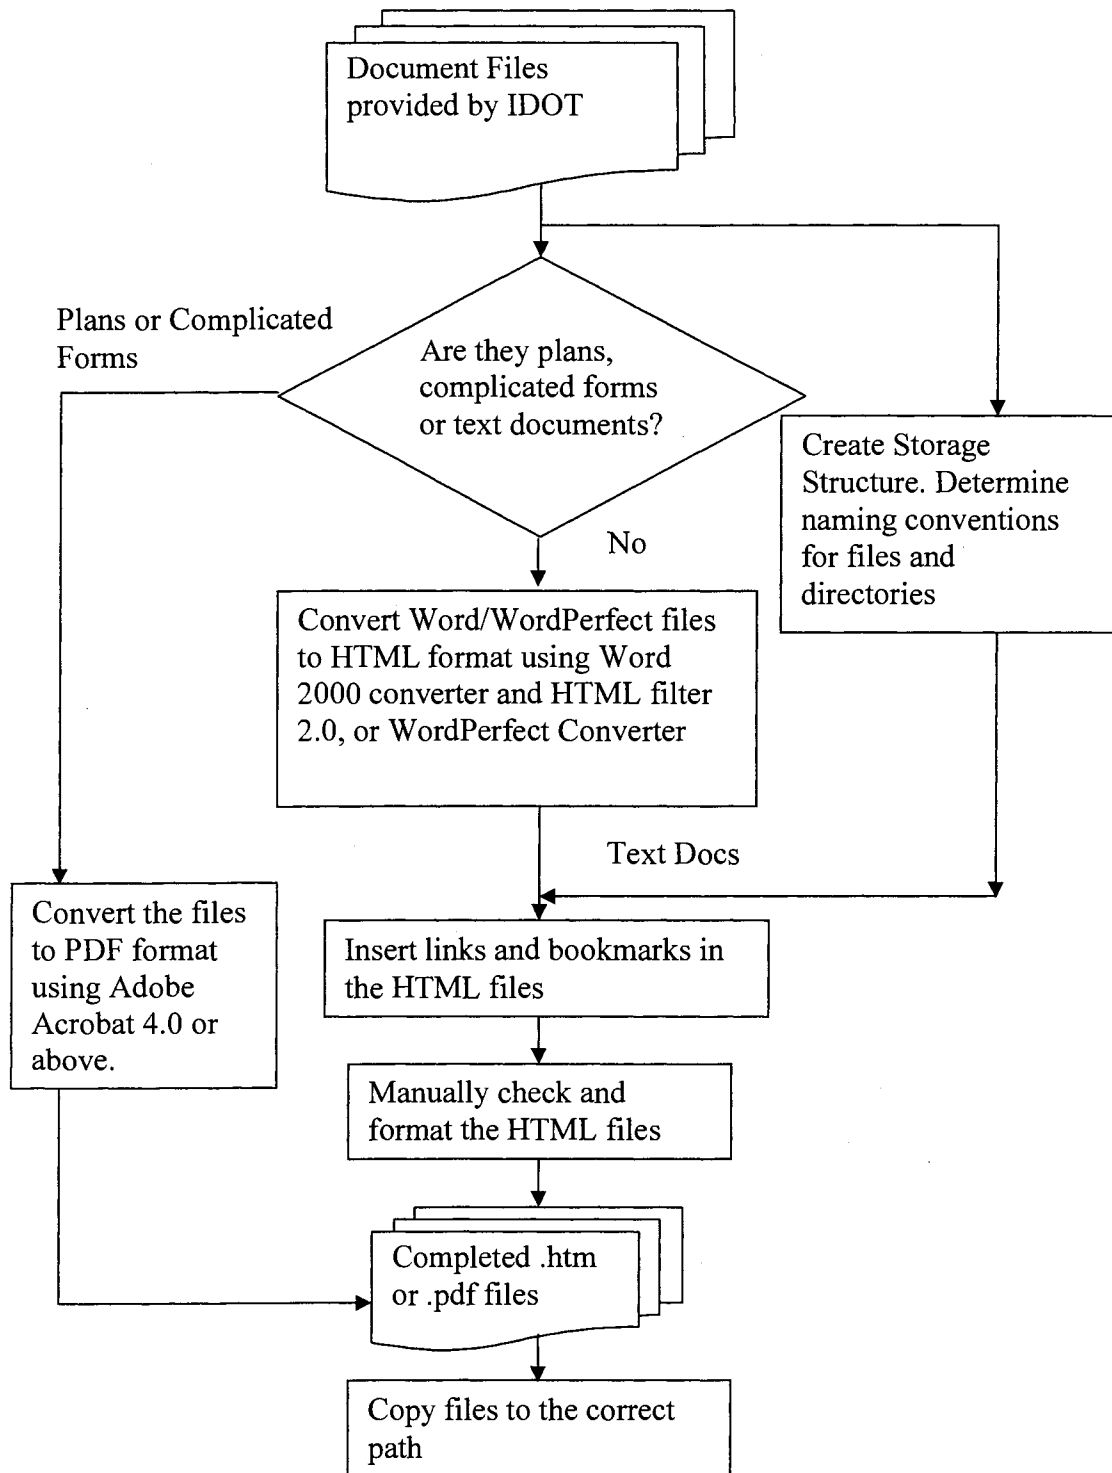 Document Files
provided by IDOT
Plans or Complicated
Forms
Are they plans,
complicated forms
or text documents?
Create Storage
Structure. Determine
naming conventions
for files and
directories
No
Convert Word/WordPerfect files
to HTML format using Word
2000 converter and HTML filter
2.0, or WordPerfect Converter
Text Docs
Convert the files
to PDF format
using Adobe
Acrobat 4.0 or
above.
Insert links and bookmarks in
the HTML files
Manually check and
format the HTML files
Completed .htm
or .pdf files
Copy files to the correct
path